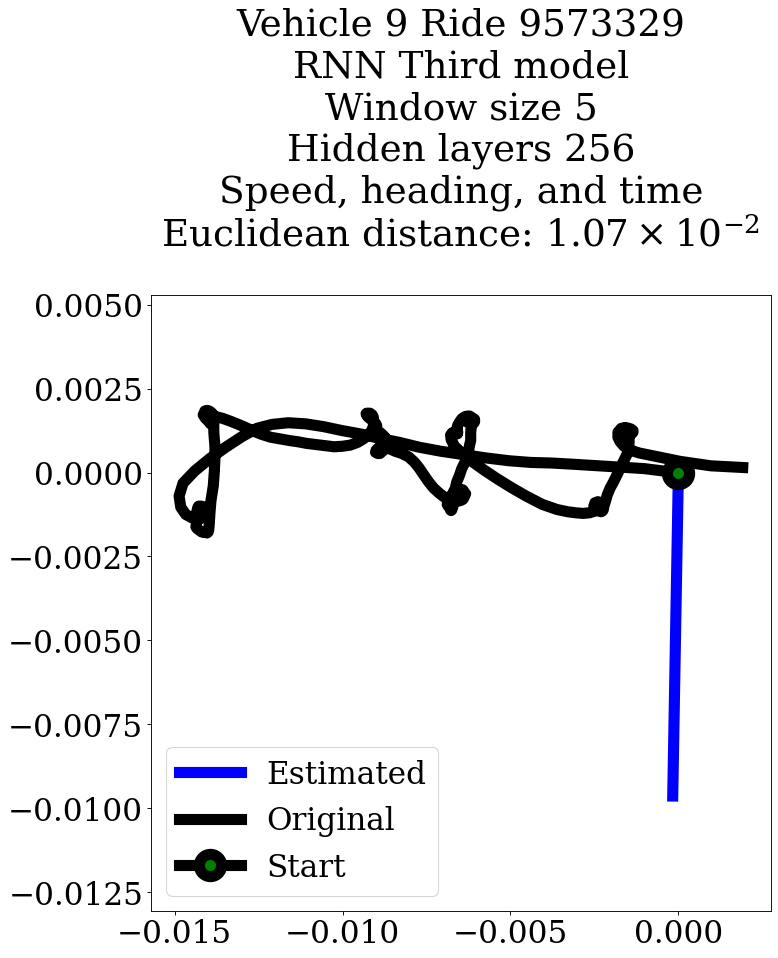 Vehicle 9 Ride 9573329
RNN Third model
Window size 5
Hidden layers 256
Speed, heading, and time
Euclidean distance: 1.07 × 10⁻²
0.0050
0.0025
0.0000
−0.0025
−0.0050
−0.0075
−0.0100
−0.0125
Estimated
Original
Start
−0.015 −0.010 −0.005 0.000